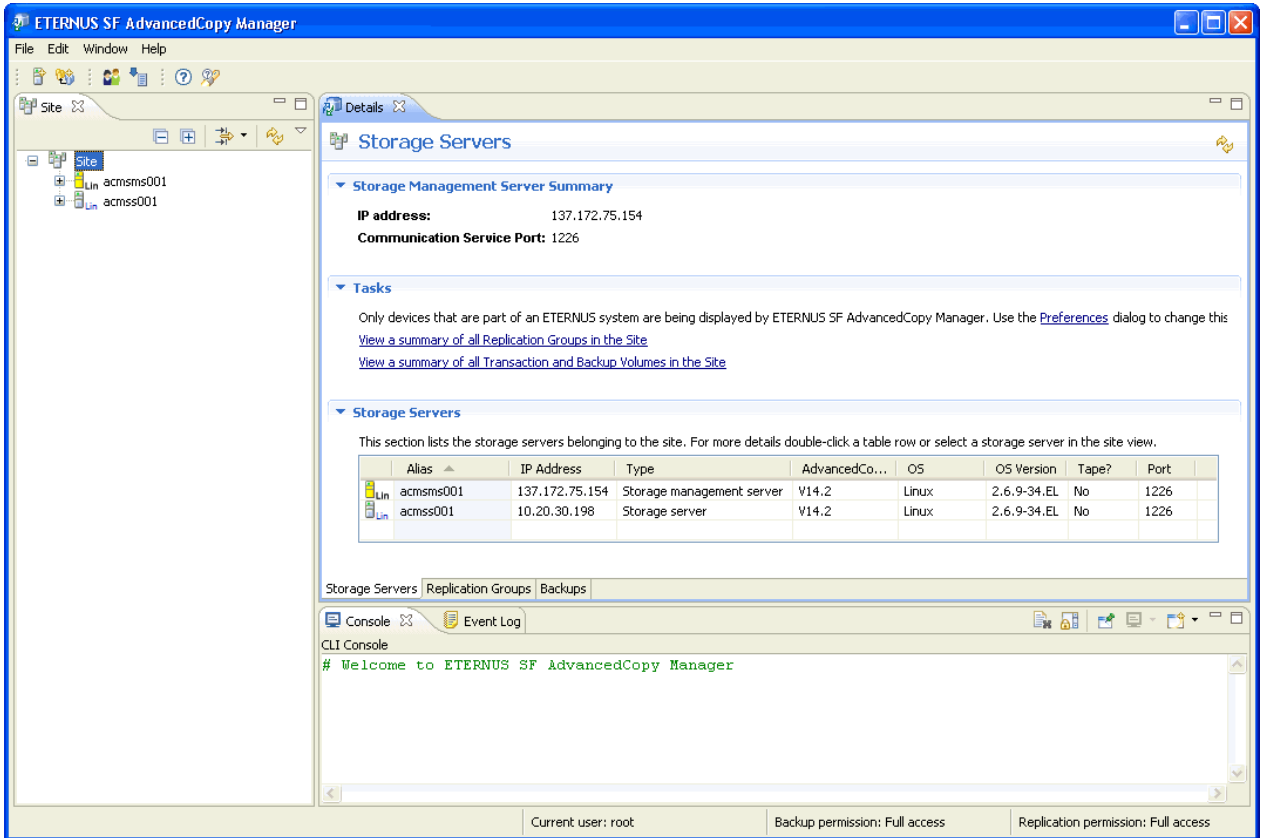 ETERNUS SF AdvancedCopy Manager
File Edit Window Help
Site
Site
Lin acmsms001
Lin acmss001
Details
Storage Servers
Storage Management Server Summary
IP address: 137.172.75.154
Communication Service Port: 1226
Tasks
Only devices that are part of an ETERNUS system are being displayed by ETERNUS SF AdvancedCopy Manager. Use the Preferences dialog to change this
View a summary of all Replication Groups in the Site
View a summary of all Transaction and Backup Volumes in the Site
Storage Servers
This section lists the storage servers belonging to the site. For more details double-click a table row or select a storage server in the site view.
Alias IP Address Type AdvancedCo... OS OS Version Tape? Port
Lin acmsms001 137.172.75.154 Storage management server V14.2 Linux 2.6.9-34.EL No 1226
Lin acmss001 10.20.30.198 Storage server V14.2 Linux 2.6.9-34.EL No 1226
Storage Servers Replication Groups Backups
Console Event Log
CLI Console
# Welcome to ETERNUS SF AdvancedCopy Manager
Current user: root Backup permission: Full access Replication permission: Full access